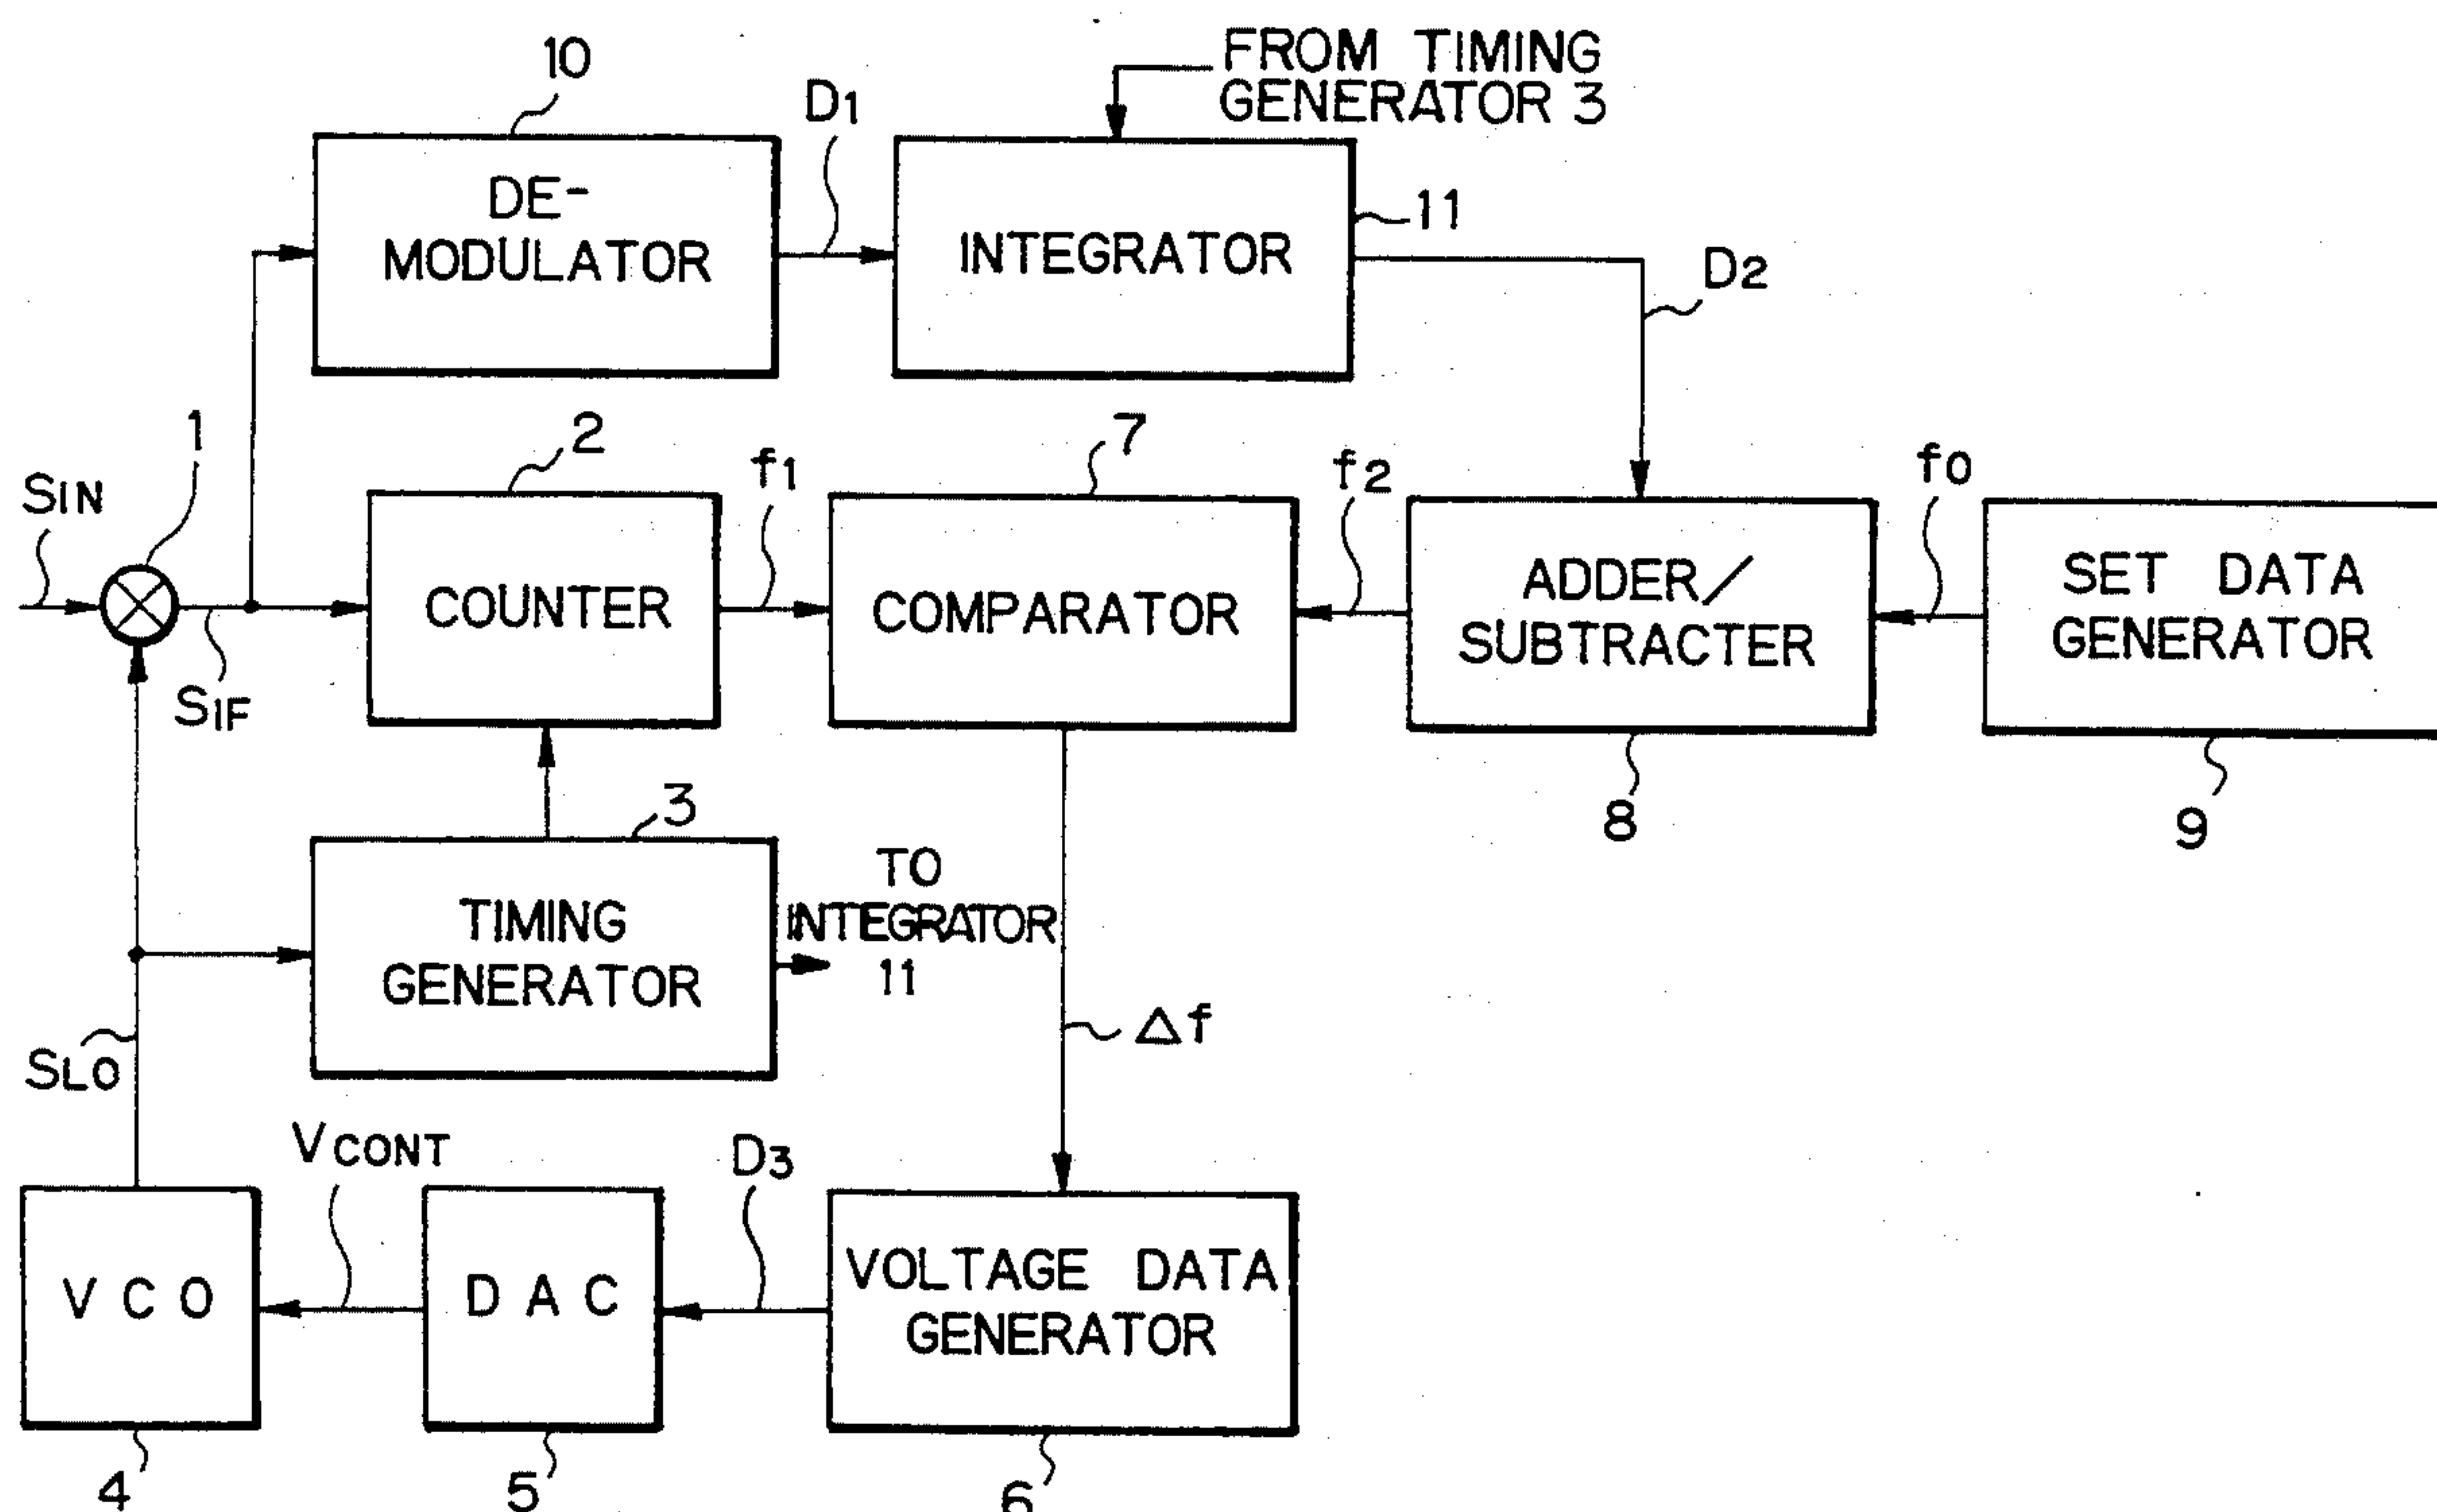 10
D1
FROM TIMING
GENERATOR 3
DE-
MODULATOR
INTEGRATOR
11
D2
1
2
f1
7
f2
f0
SIN
COUNTER
COMPARATOR
ADDER/
SUBTRACTER
SET DATA
GENERATOR
SIF
3
8
9
TIMING
GENERATOR
TO
INTEGRATOR
11
Δf
SLO
VCONT
D3
VCO
DAC
VOLTAGE DATA
GENERATOR
4
5
6